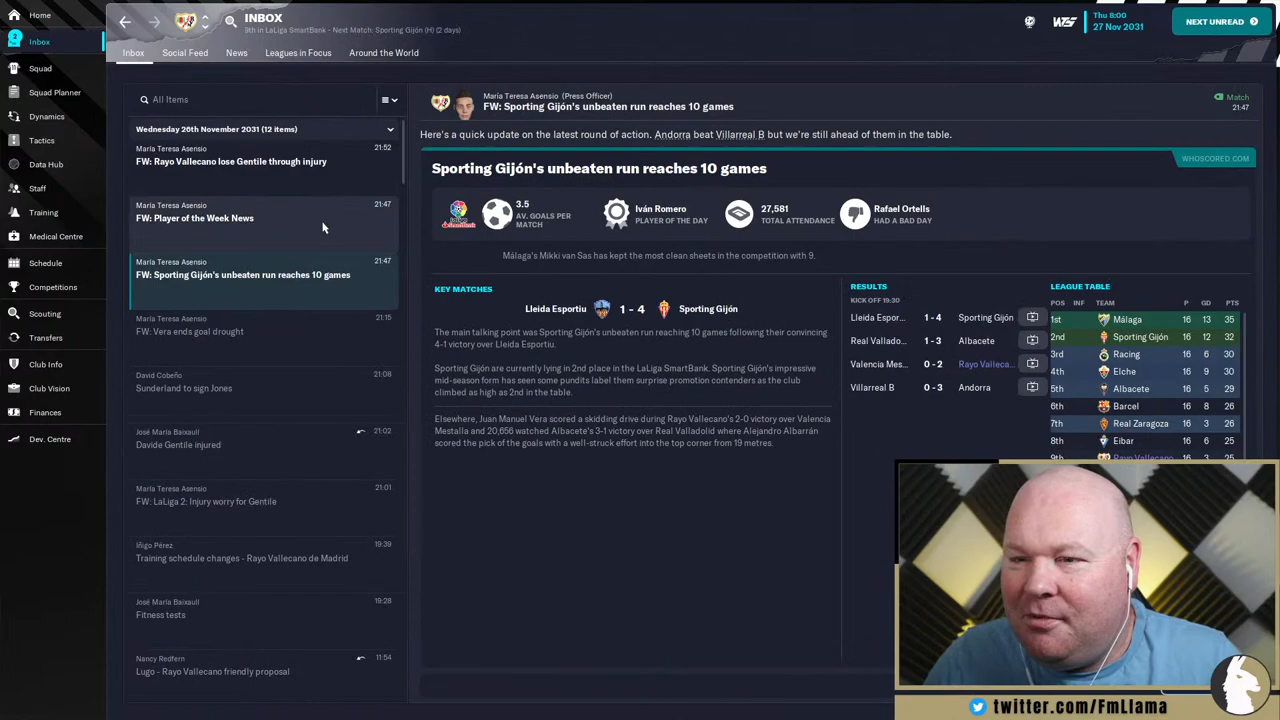 Home
2
Inbox
Squad
Squad Planner
Dynamics
Tactics
Data Hub
Staff
Training
Medical Centre
Schedule
Competitions
Scouting
Transfers
Club Info
Club Vision
Finances
Dev. Centre
INBOX
9th in LaLiga SmartBank - Next Match: Sporting Gijón (H) (2 days)
Thu 8:00
27 Nov 2031
NEXT UNREAD
Inbox Social Feed News Leagues in Focus Around the World
All Items
Wednesday 26th November 2031 (12 items)
María Teresa Asensio 21:52
FW: Rayo Vallecano lose Gentile through injury
María Teresa Asensio 21:47
FW: Player of the Week News
María Teresa Asensio 21:47
FW: Sporting Gijón's unbeaten run reaches 10 games
María Teresa Asensio 21:15
FW: Vera ends goal drought
David Cobeño 21:08
Sunderland to sign Jones
José María Baixaull 21:02
Davide Gentile injured
María Teresa Asensio 21:01
FW: LaLiga 2: Injury worry for Gentile
Íñigo Pérez 19:39
Training schedule changes - Rayo Vallecano de Madrid
José María Baixaulí 19:28
Fitness tests
Nancy Redfern 11:54
Lugo - Rayo Vallecano friendly proposal
María Teresa Asensio (Press Officer)
FW: Sporting Gijón's unbeaten run reaches 10 games
Match
21:47
Here's a quick update on the latest round of action. Andorra beat Villarreal B but we're still ahead of them in the table.
WHOSCORED.COM
Sporting Gijón's unbeaten run reaches 10 games
3.5
AV. GOALS PER
MATCH
Iván Romero
PLAYER OF THE DAY
27,581
TOTAL ATTENDANCE
Rafael Ortells
HAD A BAD DAY
Málaga's Mikki van Sas has kept the most clean sheets in the competition with 9.
KEY MATCHES
Lleida Esportiu 1 - 4 Sporting Gijón
The main talking point was Sporting Gijón's unbeaten run reaching 10 games following their convincing
4-1 victory over Lleida Esportiu.
Sporting Gijón are currently lying in 2nd place in the LaLiga SmartBank. Sporting Gijón's impressive
mid-season form has seen some pundits label them surprise promotion contenders as the club
climbed as high as 2nd in the table.
Elsewhere, Juan Manuel Vera scored a skidding drive during Rayo Vallecano's 2-0 victory over Valencia
Mestalla and 20,656 watched Albacete's 3-1 victory over Real Valladolid where Alejandro Albarrán
scored the pick of the goals with a well-struck effort into the top corner from 19 metres.
RESULTS
KICK OFF 19:30
Lleida Espor... 1 - 4 Sporting Gijón
Real Vallado... 1 - 3 Albacete
Valencia Mes... 0 - 2 Rayo Valleca...
Villarreal B 0 - 3 Andorra
LEAGUE TABLE
POS INF TEAM P GD PTS
1st Málaga 16 13 35
2nd Sporting Gijón 16 12 32
3rd Racing 16 6 30
4th Elche 16 9 30
5th Albacete 16 5 29
6th Barcel 16 8 26
7th Real Zaragoza 16 3 26
8th Eibar 16 6 25
9th Rayo Vallecano 16 3 25
twitter.com/FmLlama